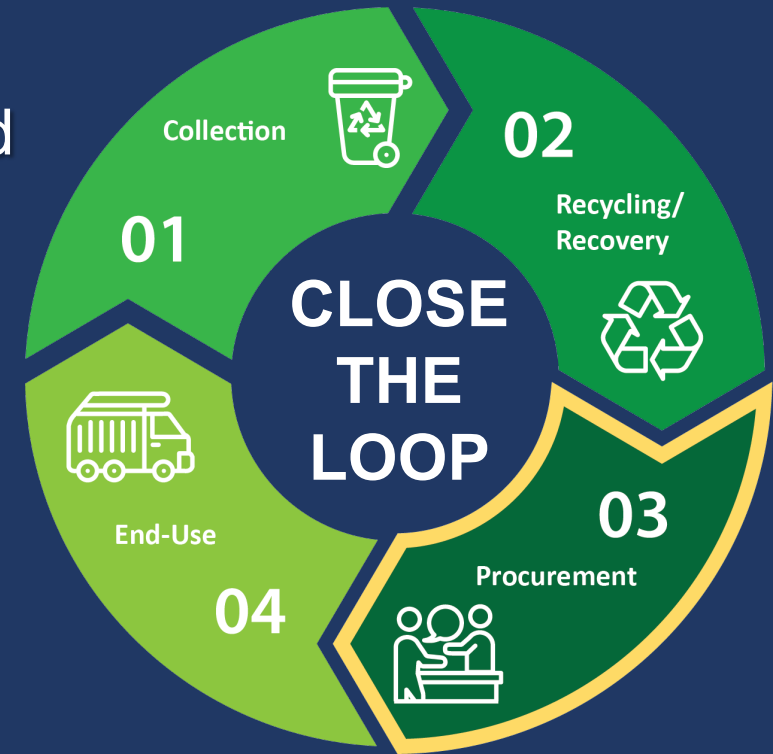 d
Collection
01
02
Recycling/
Recovery
CLOSE
THE
LOOP
03
Procurement
End-Use
04